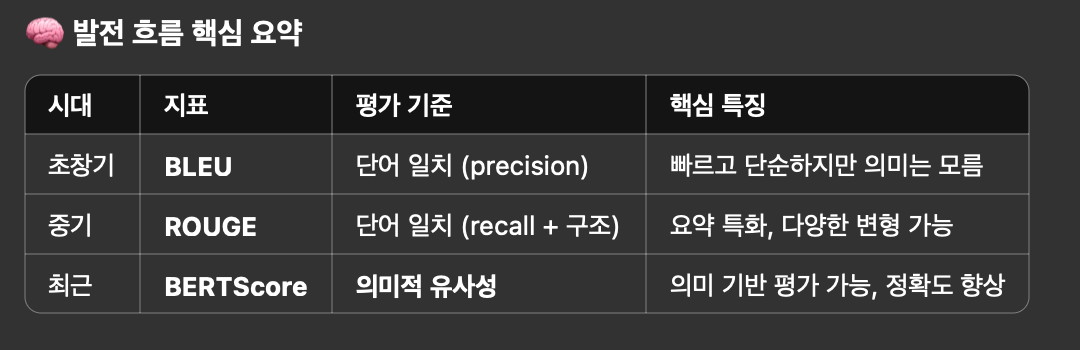 🧠 발전 흐름 핵심 요약
시대 지표 평가 기준 핵심 특징
초창기 BLEU 단어 일치 (precision) 빠르고 단순하지만 의미는 모름
중기 ROUGE 단어 일치 (recall + 구조) 요약 특화, 다양한 변형 가능
최근 BERTScore 의미적 유사성 의미 기반 평가 가능, 정확도 향상